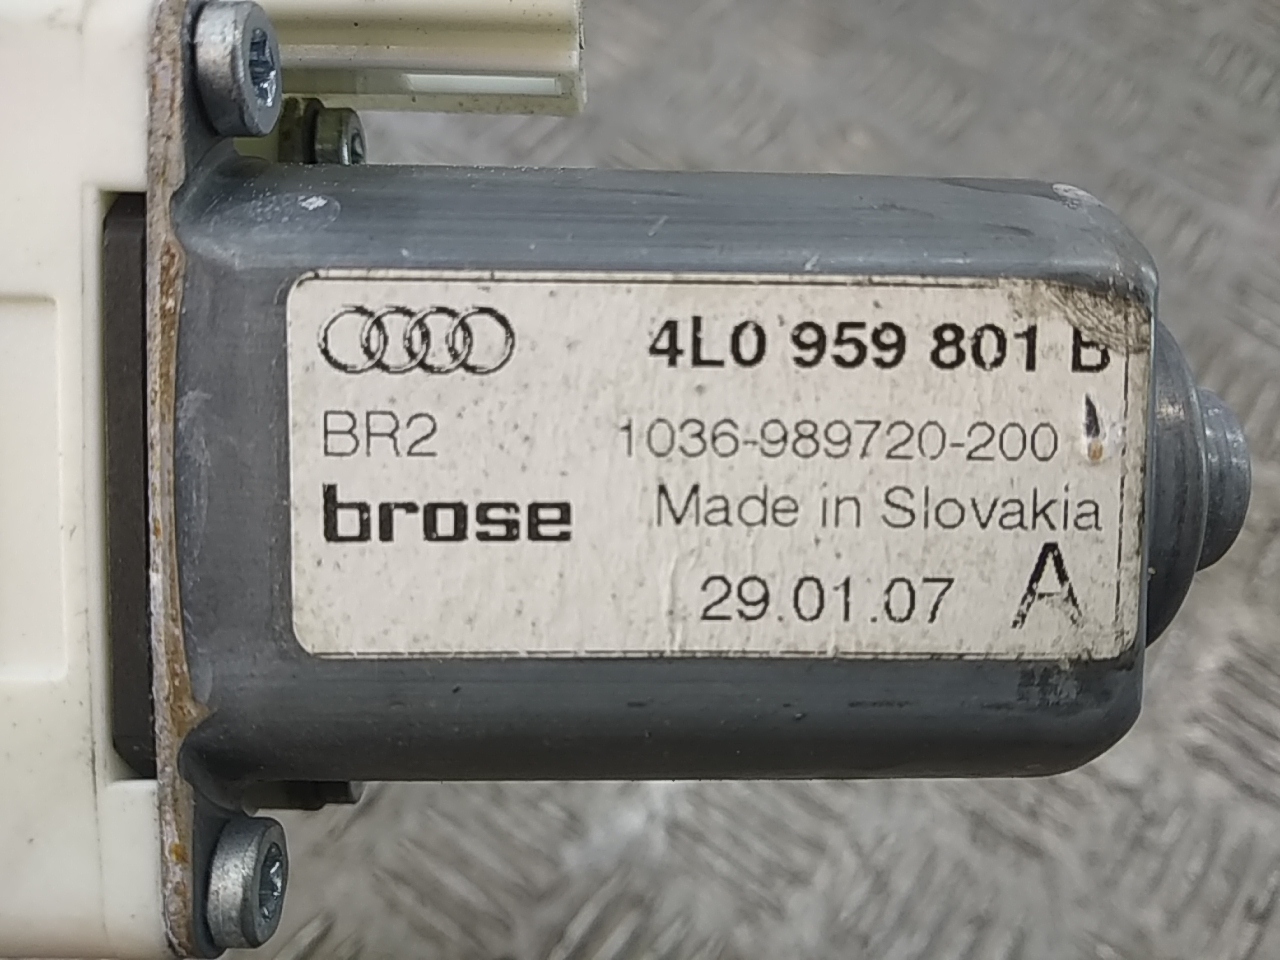 4L0 959 801 B
BR2 1036-989720-200
brose Made in Slovakia
29.01.07 A